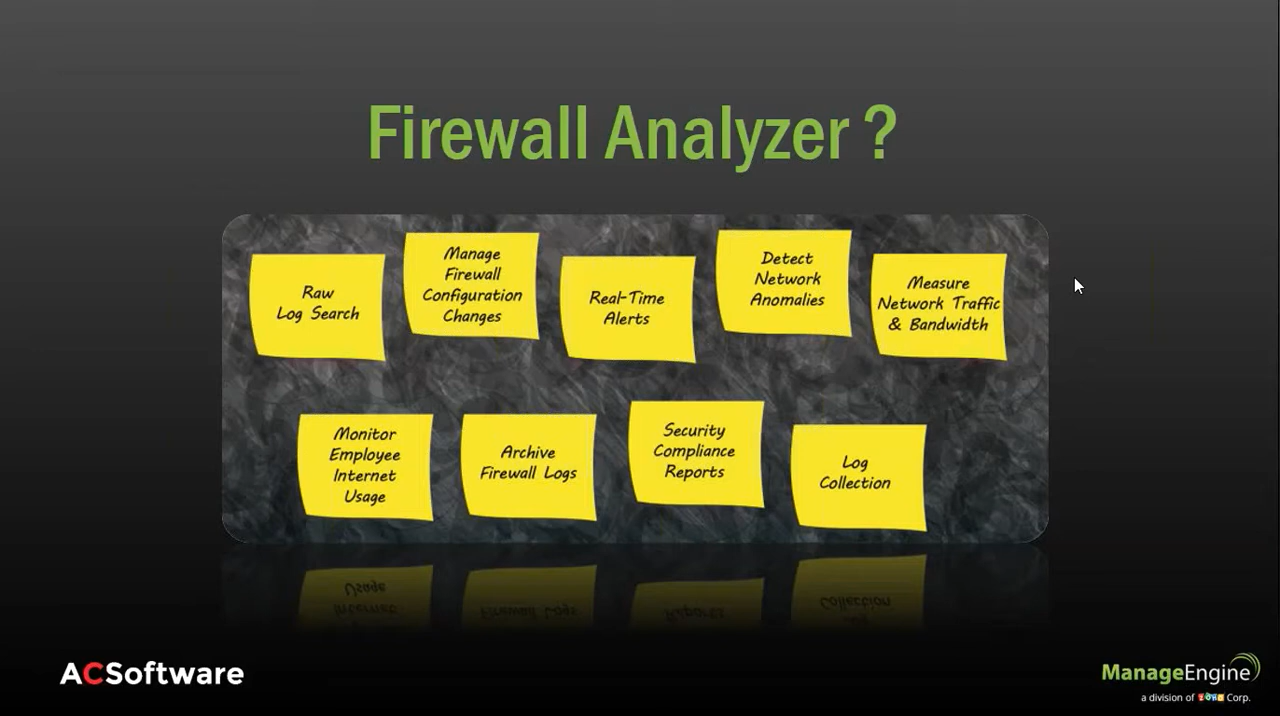 Firewall Analyzer ?
Raw
Log Search
Manage
Firewall
Configuration
Changes
Real-Time
Alerts
Detect
Network
Anomalies
Measure
Network Traffic
& Bandwidth
Monitor
Employee
Internet
Usage
Archive
Firewall Logs
Security
Compliance
Reports
Log
Collection
ACSoftware
ManageEngine
a division of ZOHO Corp.